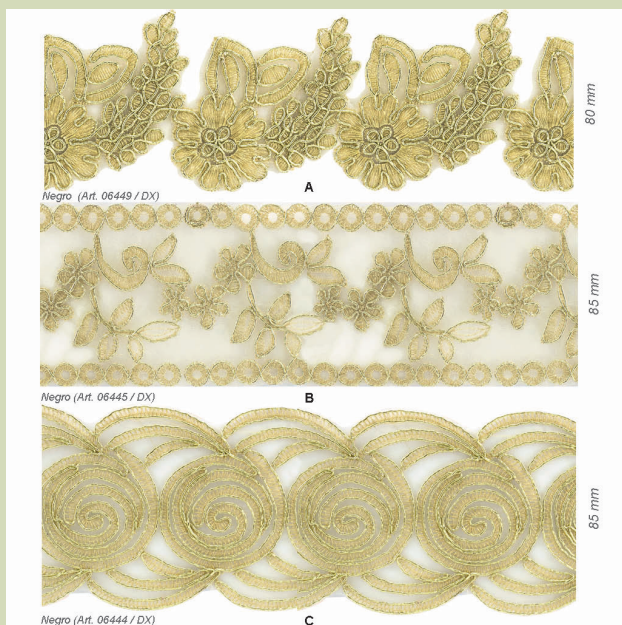 80 mm
A
Negro (Art. 06449 / DX)
85 mm
Negro (Art. 06445 / DX)
B
85 mm
Negro (Art. 06444 / DX)
C